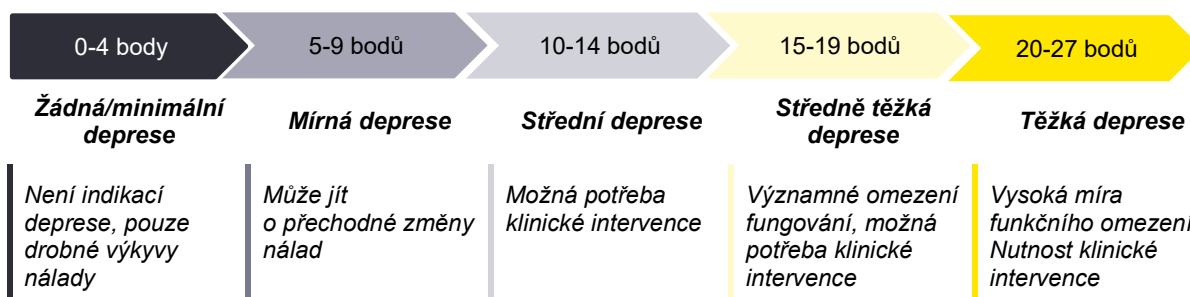 0-4 body
5-9 bodů
10-14 bodů
15-19 bodů
20-27 bodů
Žádná/minimální
deprese
Mírná deprese
Střední deprese
Středně těžká
deprese
Těžká deprese
Není indikací
deprese, pouze
drobné výkyvy
nálady
Může jít
o přechodné změny
nálad
Možná potřeba
klinické intervence
Významné omezení
fungování, možná
potřeba klinické
intervence
Vysoká míra
funkčního omezení
Nutnost klinické
intervence